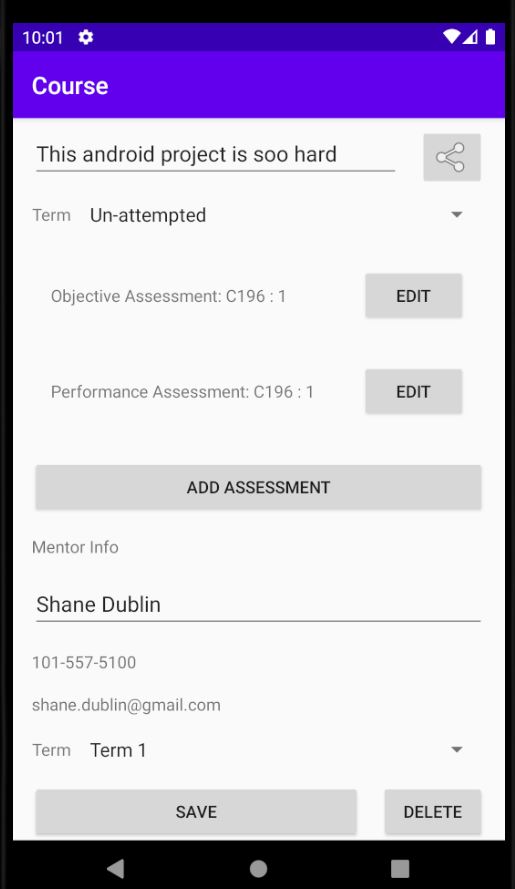 10:01
Course
This android project is soo hard
Term Un-attempted
Objective Assessment: C196 : 1 EDIT
Performance Assessment: C196 : 1 EDIT
ADD ASSESSMENT
Mentor Info
Shane Dublin
101-557-5100
shane.dublin@gmail.com
Term Term 1
SAVE DELETE